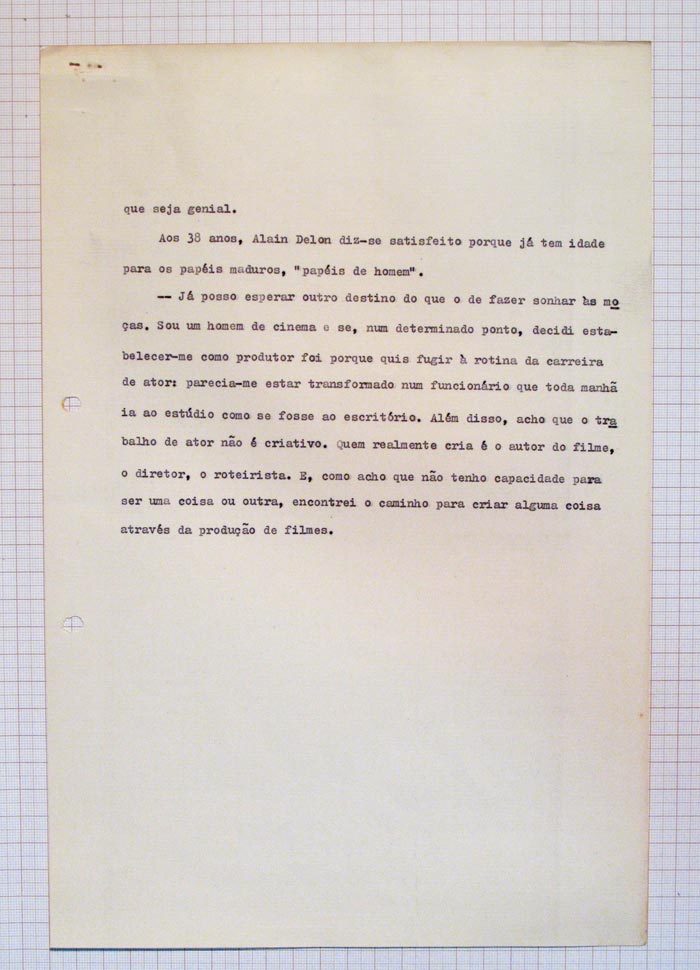 que seja genial.
Aos 38 anos, Alain Delon diz-se satisfeito porque já tem idade
para os papéis maduros, "papéis de homem".
-- Já posso esperar outro destino do que o de fazer sonhar às mo
ças. Sou um homem de cinema e se, num determinado ponto, decidi esta-
belecer-me como produtor foi porque quis fugir à rotina da carreira
de ator: parecia-me estar transformado num funcionário que toda manhã
ia ao estúdio como se fosse ao escritório. Além disso, acho que o tra
balho de ator não é criativo. Quem realmente cria é o autor do filme,
o diretor, o roteirista. E, como acho que não tenho capacidade para
ser uma coisa ou outra, encontrei o caminho para criar alguma coisa
através da produção de filmes.